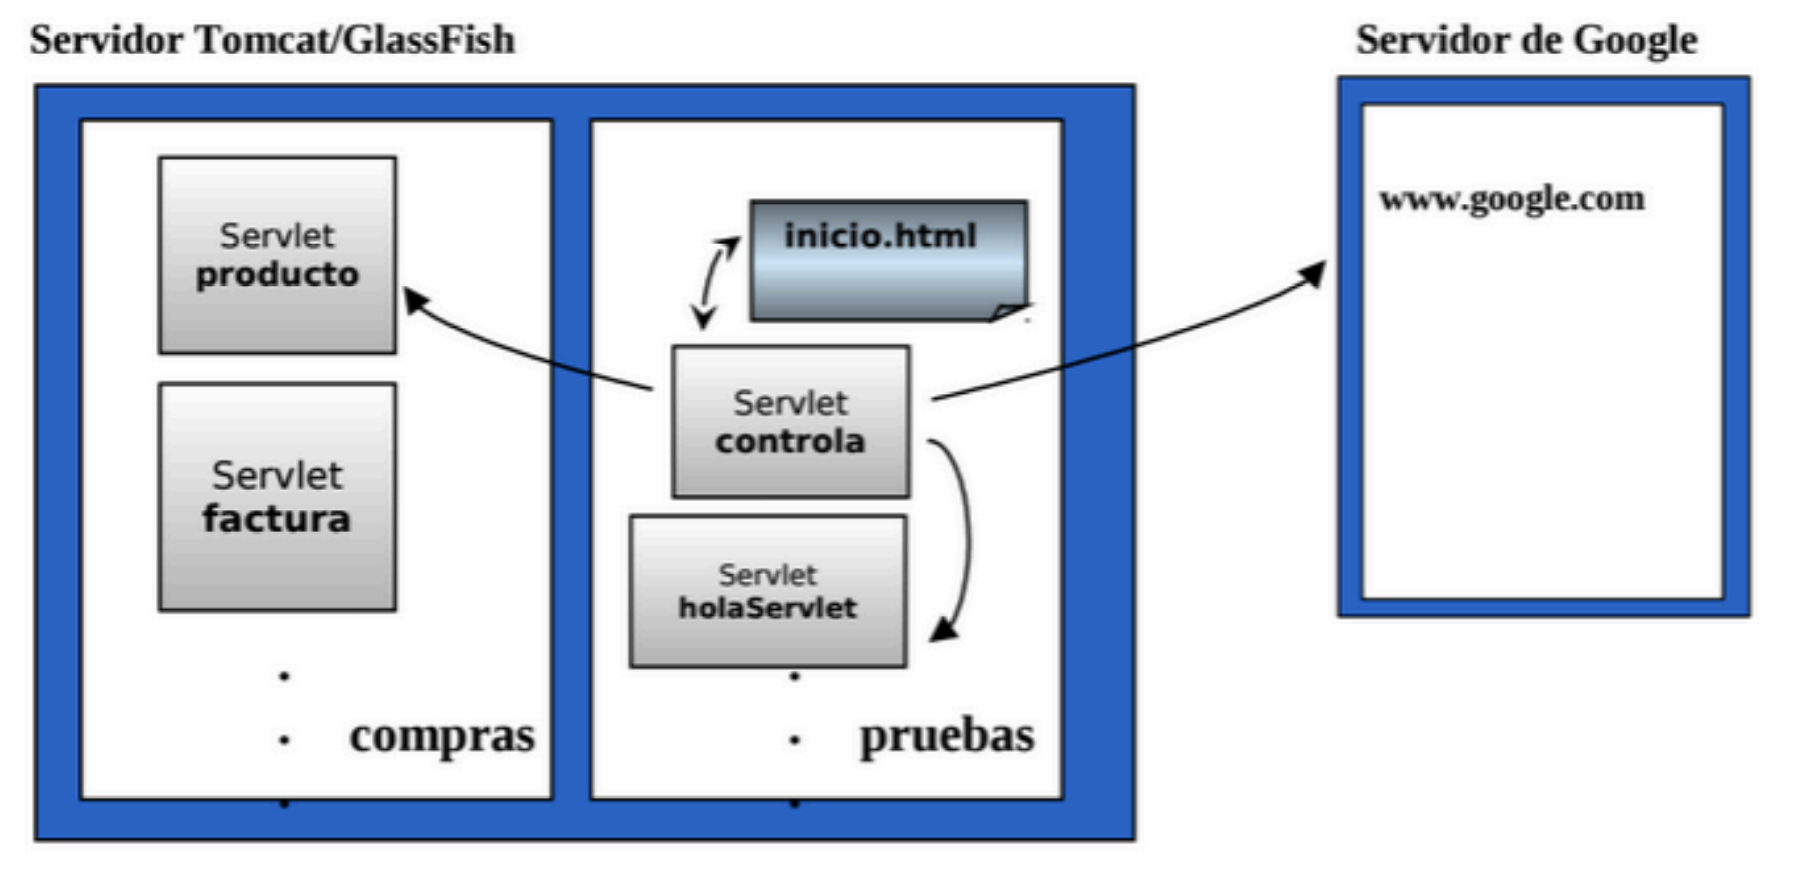 Servidor Tomcat/GlassFish
Servidor de Google
Servlet
producto
Servlet
factura
compras
inicio.html
Servlet
controla
Servlet
holaServlet
pruebas
www.google.com